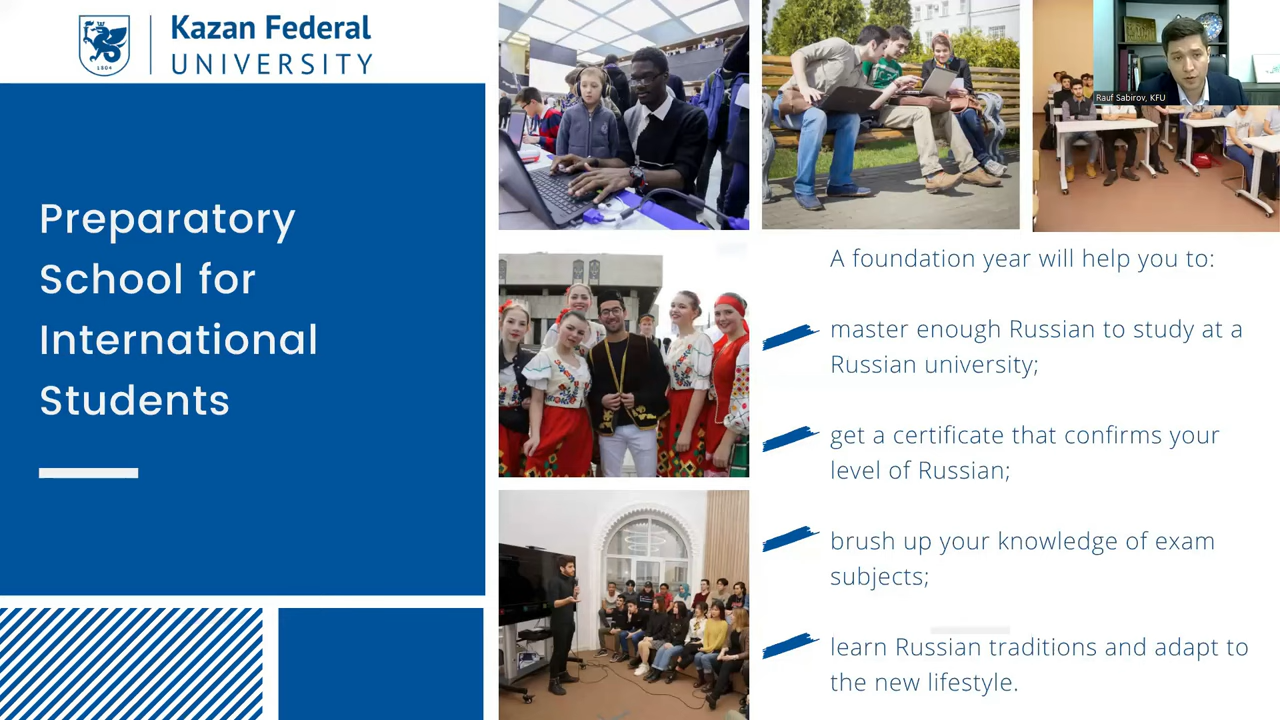 Kazan Federal
UNIVERSITY
1804
Preparatory
School for
International
Students
Rauf Sabirov, KFU
A foundation year will help you to:
master enough Russian to study at a
Russian university;
get a certificate that confirms your
level of Russian;
brush up your knowledge of exam
subjects;
learn Russian traditions and adapt to
the new lifestyle.